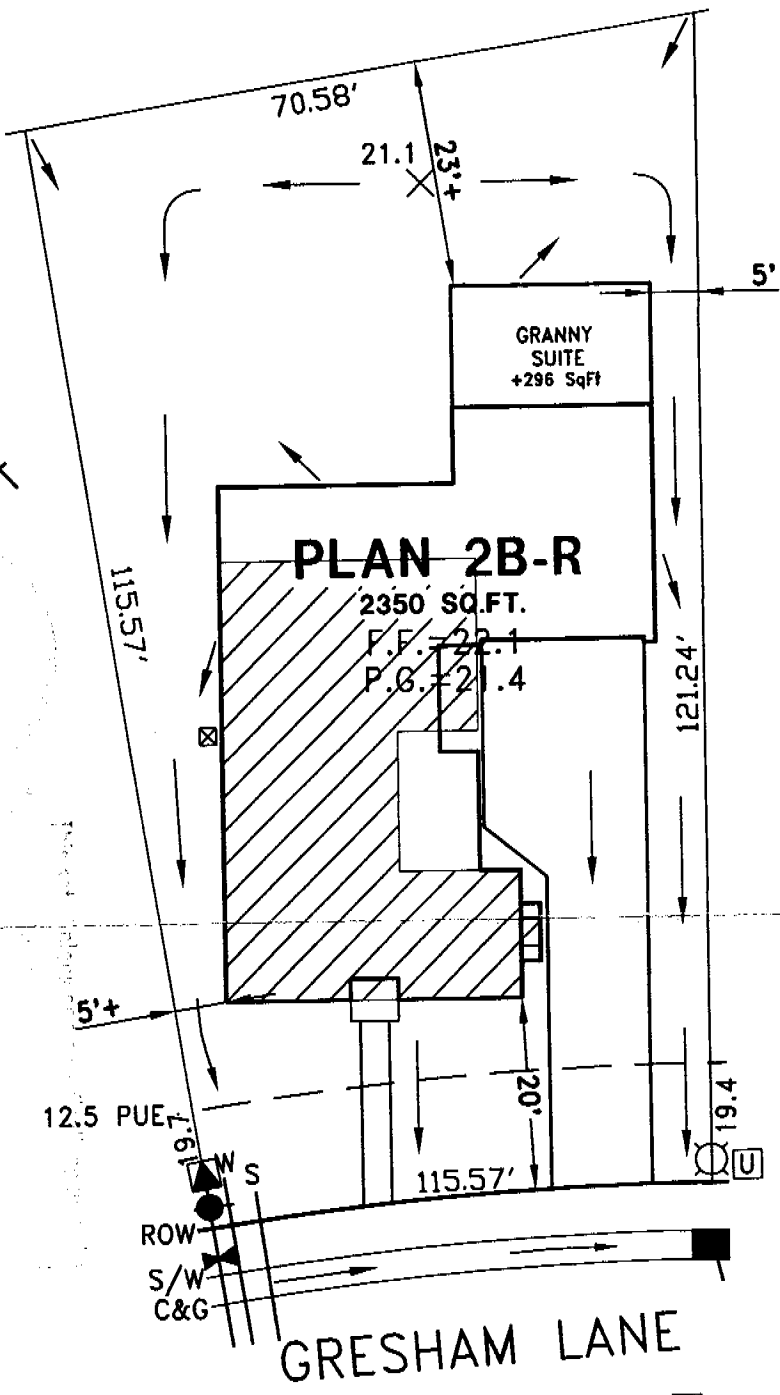 70.58'
21.1
23'+
5'
GRANNY
SUITE
+296 SqFt
PLAN 2B-R
2350 SQ.FT.
F.F.=22.1
P.G.=21.4
115.57'
121.24'
5'+
12.5 PUE
19.7
19.4
20'
W
S
U
115.57'
ROW
S/W
C&G
GRESHAM LANE